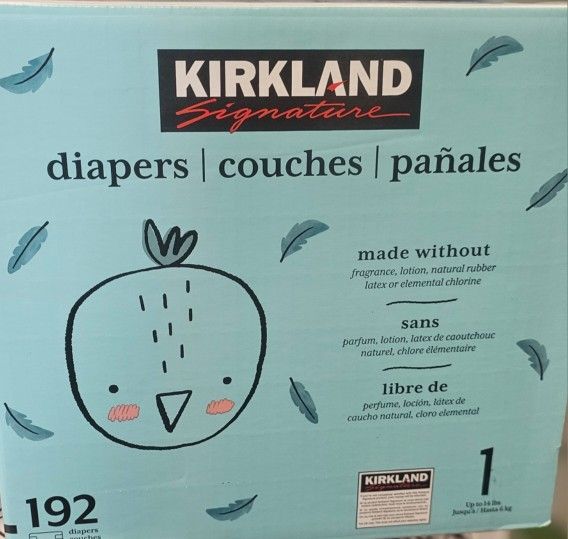 KIRKLAND
Signature
diapers | couches | pañales
made without
fragrance, lotion, natural rubber
latex or elemental chlorine
sans
parfum, lotion, latex de caoutchouc
naturel, chlore élémentaire
libre de
perfume, loción, látex de
caucho natural, cloro elemental
KIRKLAND
Signature
1
Up to 14 lbs
Jusqu'à / Hasta 6 kg
192
diapers
couches